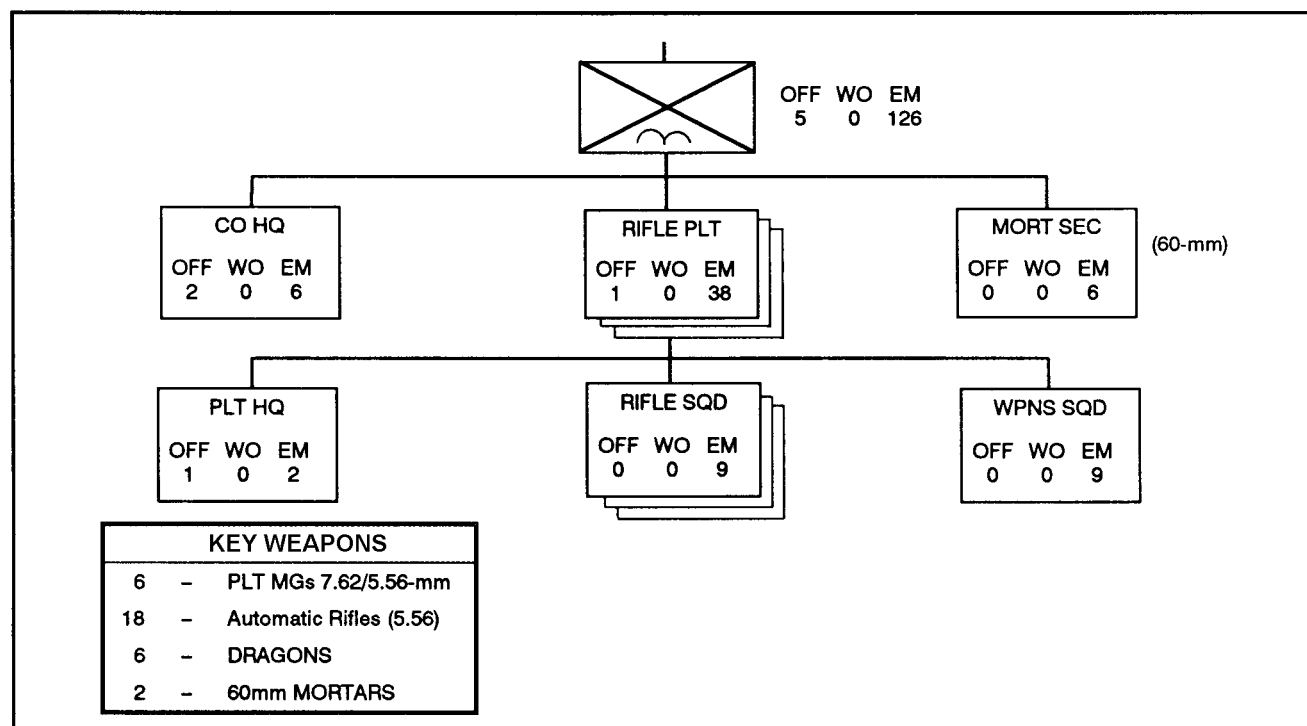 OFF WO EM
5 0 126
CO HQ
OFF WO EM
2 0 6
RIFLE PLT
OFF WO EM
1 0 38
MORT SEC
OFF WO EM
0 0 6
(60-mm)
PLT HQ
OFF WO EM
1 0 2
RIFLE SQD
OFF WO EM
0 0 9
WPNS SQD
OFF WO EM
0 0 9
KEY WEAPONS
6 – PLT MGs 7.62/5.56-mm
18 – Automatic Rifles (5.56)
6 – DRAGONS
2 – 60mm MORTARS